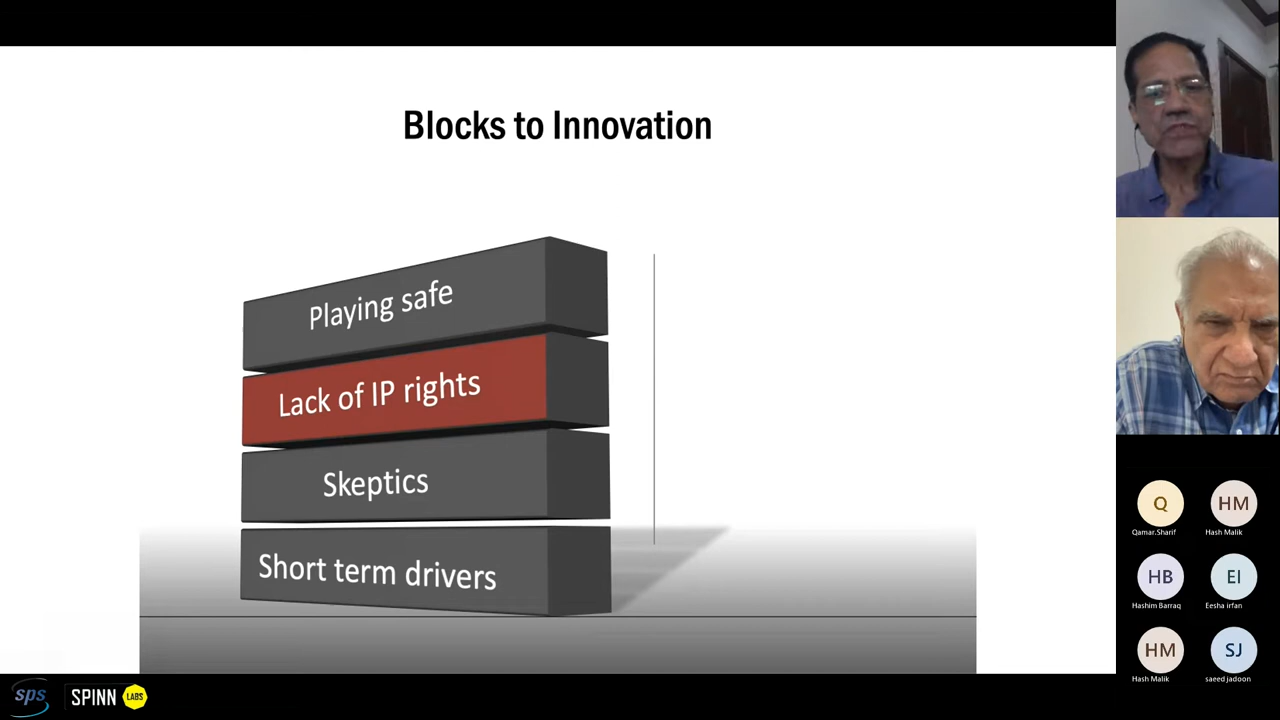 Blocks to Innovation
Playing safe
Lack of IP rights
Skeptics
Short term drivers
sps
SPINN LABS
Q
Qamar.Sharif
HM
Hash Malik
HB
Hashim Barraq
EI
Eesha irfan
HM
Hash Malik
SJ
saeed jadoon